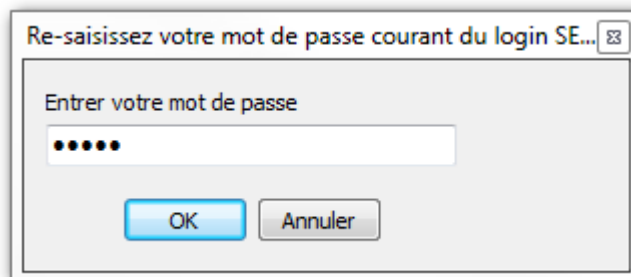 Re-saisissez votre mot de passe courant du login SE...
Entrer votre mot de passe
•••••
OK
Annuler